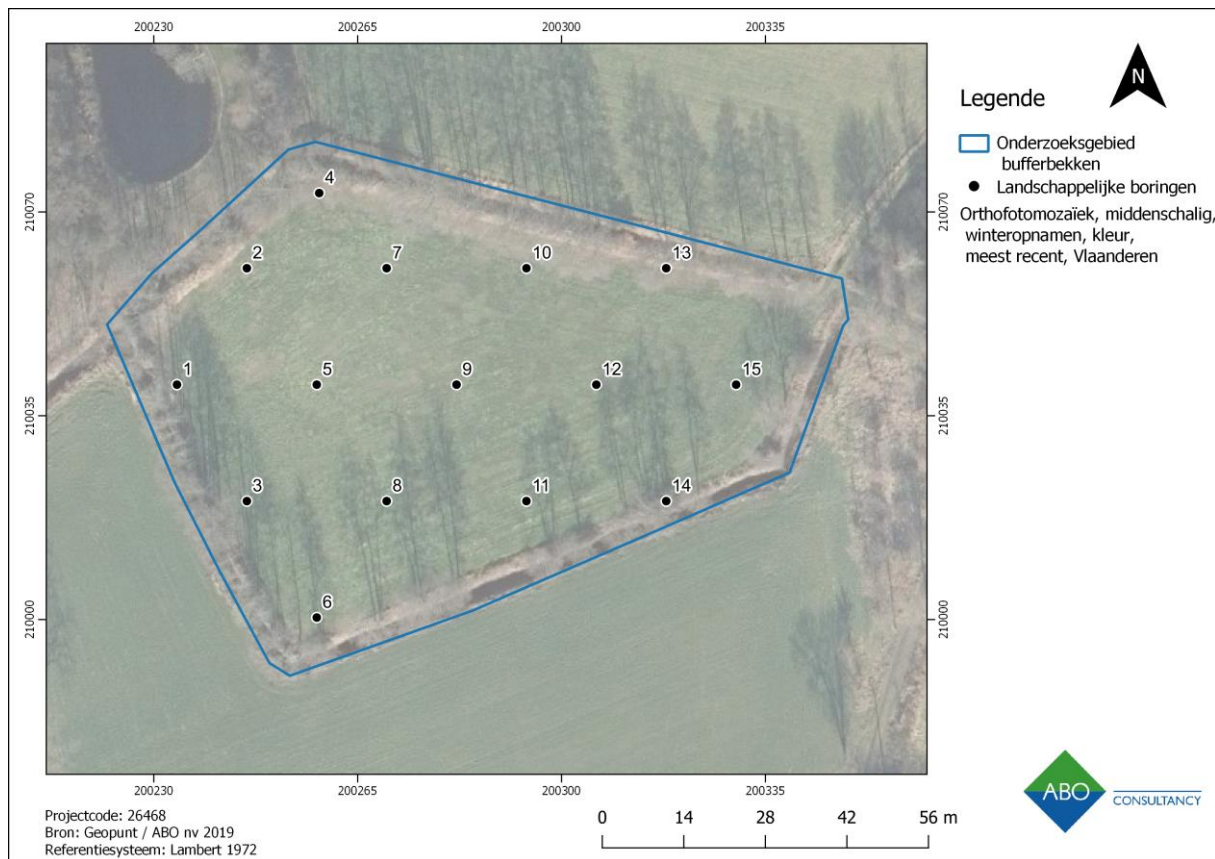 200230
200265
200300
200335
N
Legende
Onderzoeksgebied
bufferbekken
Landschappelijke boringen
Orthofotomozaïek, middenschalig,
winteropnamen, kleur,
meest recent, Vlaanderen
210070
210070
4
2
7
10
13
1
5
9
12
15
210035
210035
3
8
11
14
6
210000
210000
200230
200265
200300
200335
Projectcode: 26468
Bron: Geopunt / ABO nv 2019
Referentiesysteem: Lambert 1972
0
14
28
42
56 m
ABO
CONSULTANCY